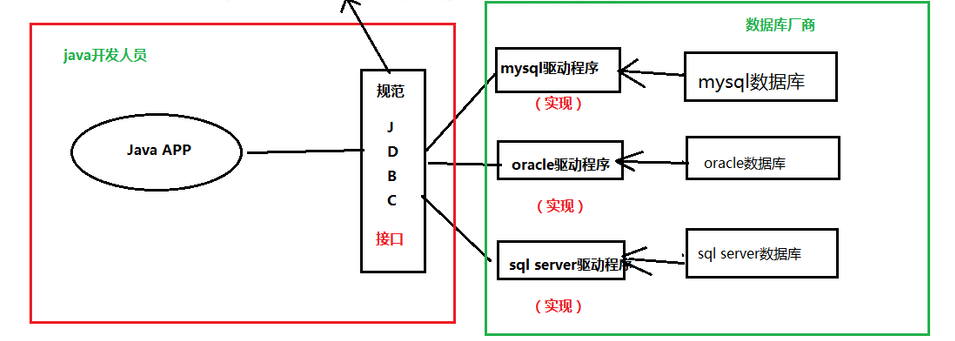 java开发人员
Java APP
规范
J
D
B
C
接口
数据库厂商
mysql驱动程序
(实现)
mysql数据库
oracle驱动程序
(实现)
oracle数据库
sql server驱动程序
(实现)
sql server数据库